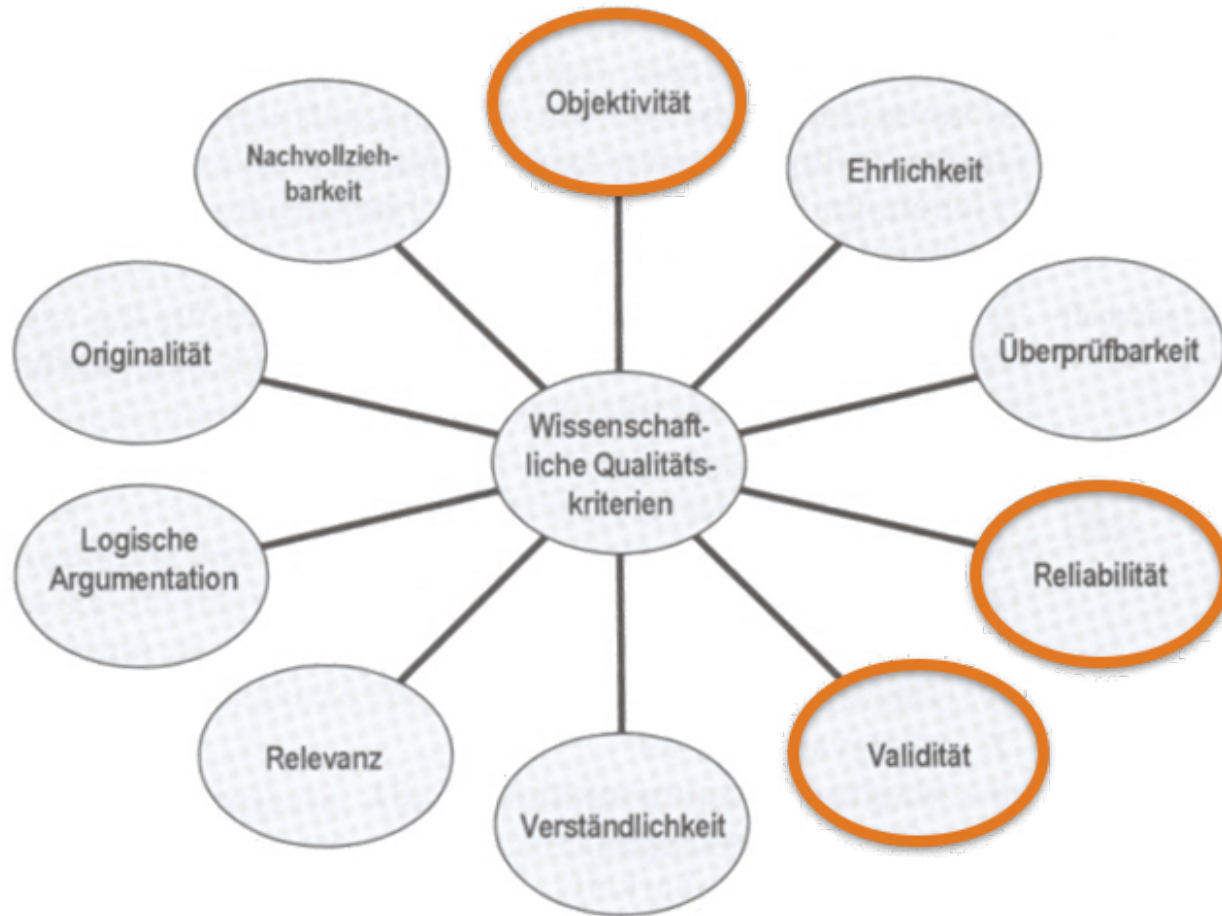 Objektivität
Nachvollzieh-
barkeit
Ehrlichkeit
Originalität
Überprüfbarkeit
Wissenschaft-
liche Qualitäts-
kriterien
Logische
Argumentation
Reliabilität
Relevanz
Validität
Verständlichkeit